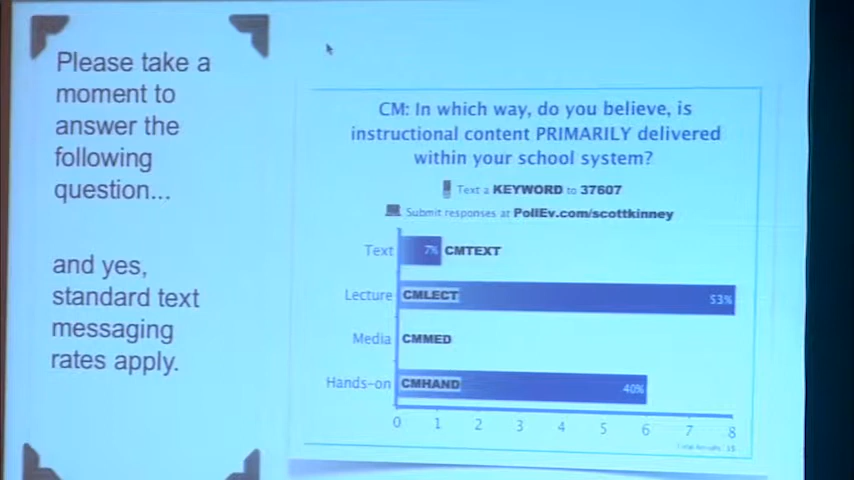 Please take a
moment to
answer the
following
question...
and yes,
standard text
messaging
rates apply.
CM: In which way, do you believe, is
instructional content PRIMARILY delivered
within your school system?
Text a KEYWORD to 37607
Submit responses at PollEv.com/scottkinney
Text 7% CMTEXT
Lecture CMLECT 53%
Media CMMED
Hands-on CMHAND 40%
0 1 2 3 4 5 6 7 8
Total Results: 15